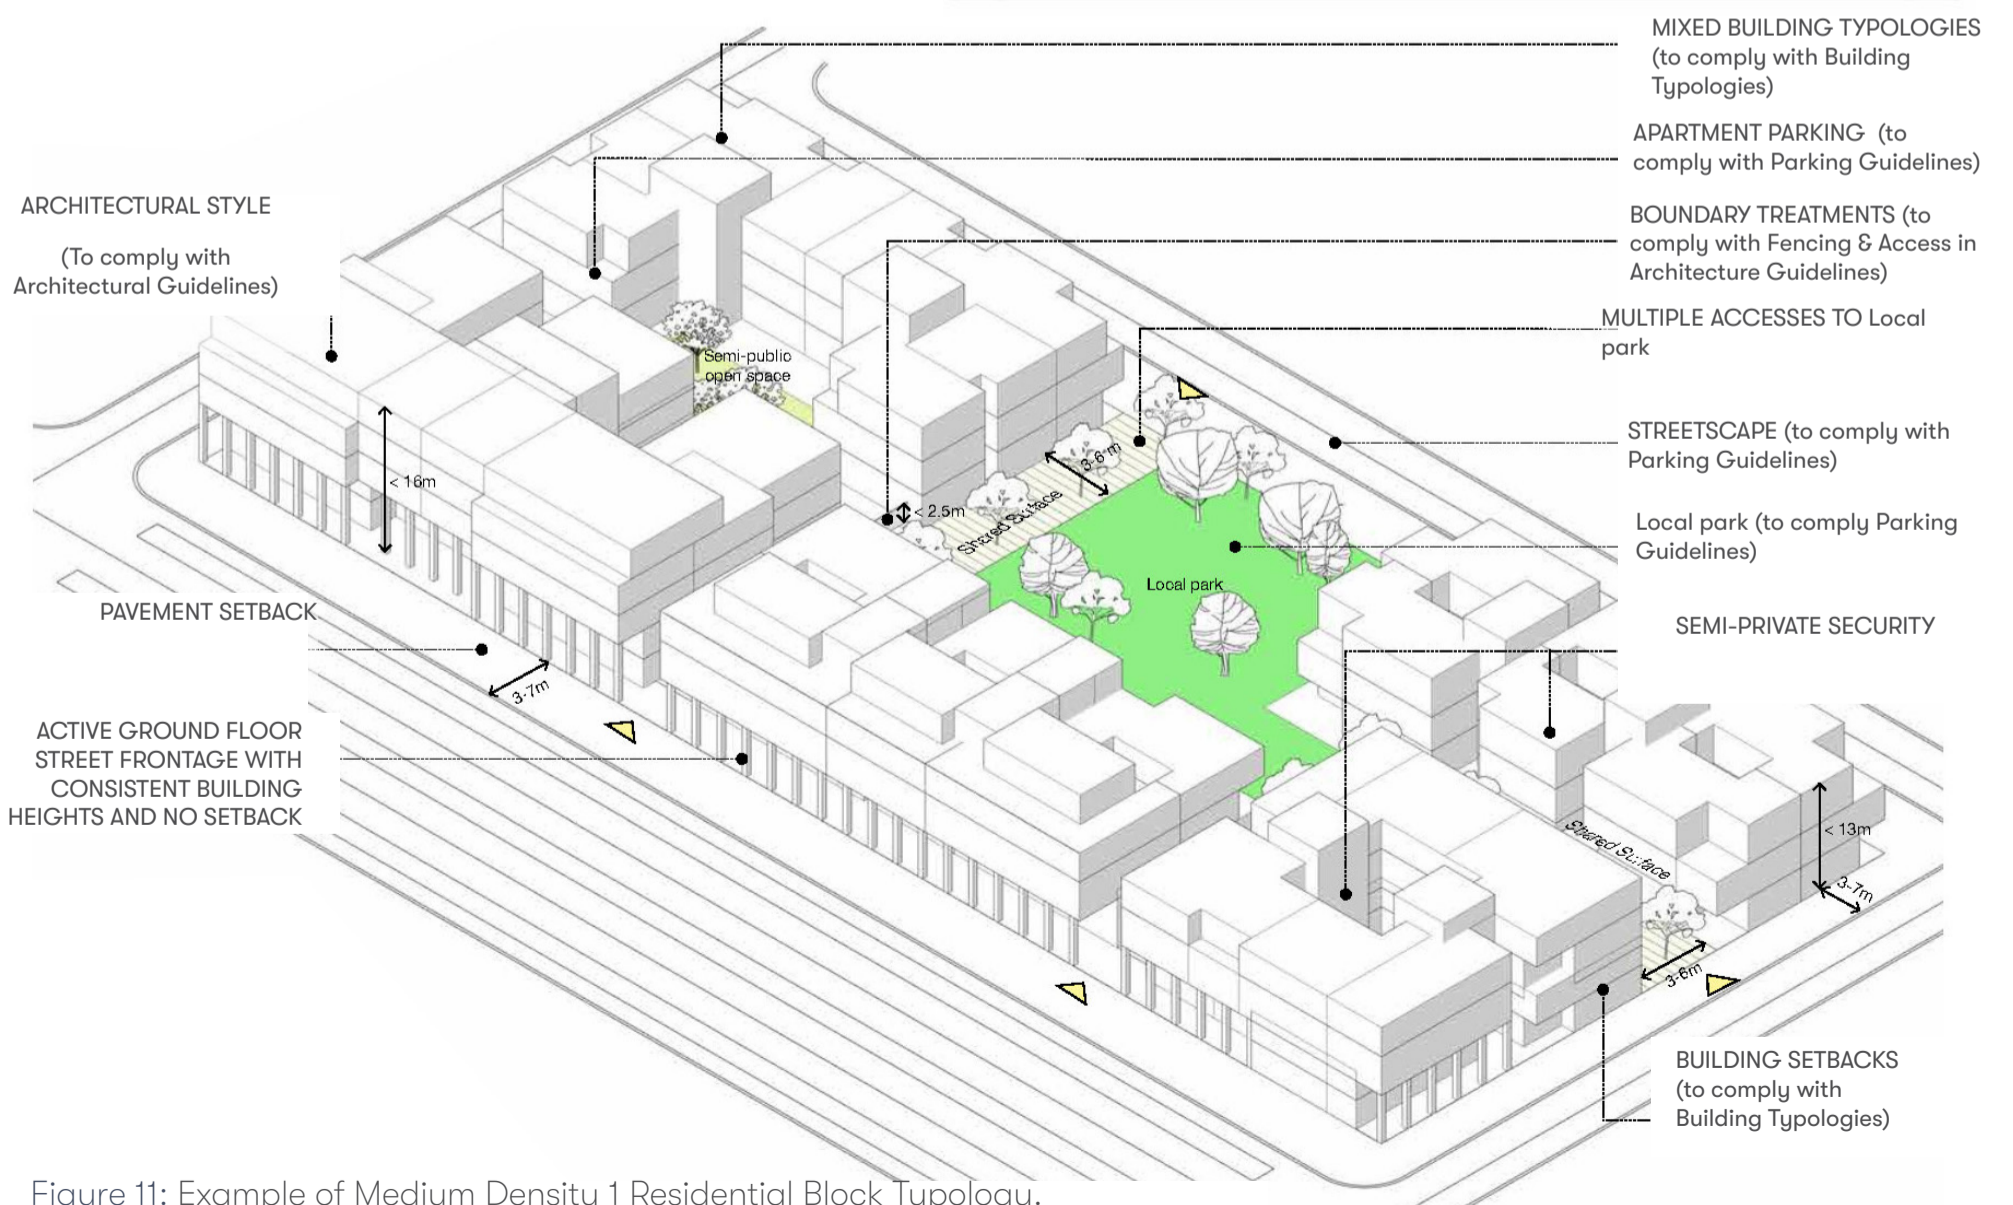 MIXED BUILDING TYPOLOGIES
(to comply with Building
Typologies)
APARTMENT PARKING (to
comply with Parking Guidelines)
ARCHITECTURAL STYLE
(To comply with
Architectural Guidelines)
BOUNDARY TREATMENTS (to
comply with Fencing & Access in
Architecture Guidelines)
MULTIPLE ACCESSES TO Local
park
Semi-public
open space
STREETSCAPE (to comply with
Parking Guidelines)
3-6 m
< 16m
< 2.5m
Shared Surface
Local park (to comply Parking
Guidelines)
Local park
PAVEMENT SETBACK
SEMI-PRIVATE SECURITY
3-7m
ACTIVE GROUND FLOOR
STREET FRONTAGE WITH
CONSISTENT BUILDING
HEIGHTS AND NO SETBACK
Shared Surface
< 13m
3-7m
3-6m
BUILDING SETBACKS
(to comply with
Building Typologies)
Figure 11: Example of Medium Density 1 Residential Block Typology.